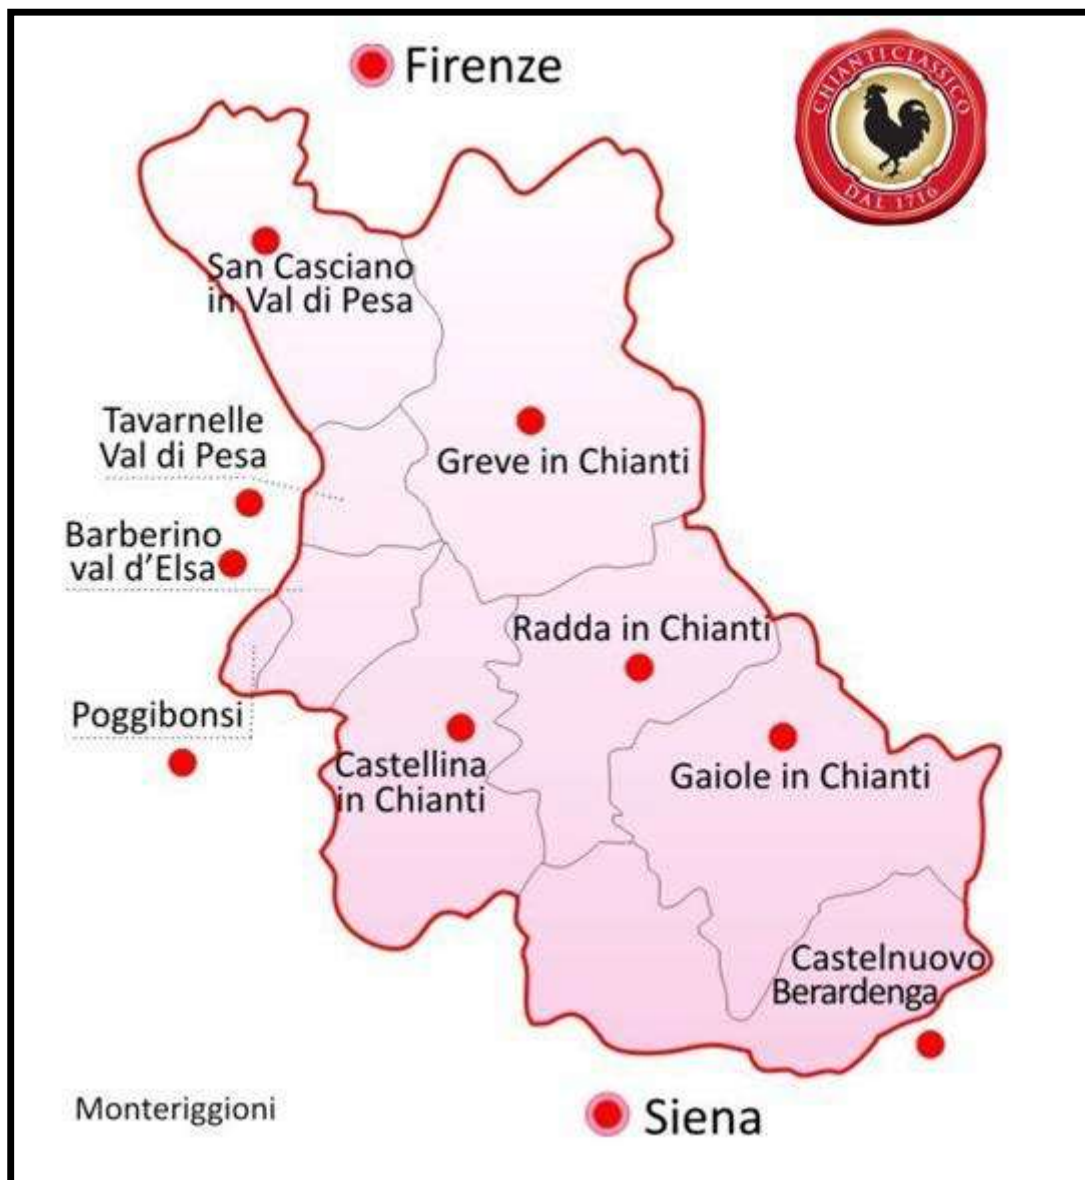 Firenze
CHIANTI CLASSICO
DAL 1716
San Casciano
in Val di Pesa
Tavarnelle
Val di Pesa
Greve in Chianti
Barberino
val d’Elsa
Radda in Chianti
Poggibonsi
Castellina
in Chianti
Gaiole in Chianti
Castelnuovo
Berardenga
Monteriggioni
Siena